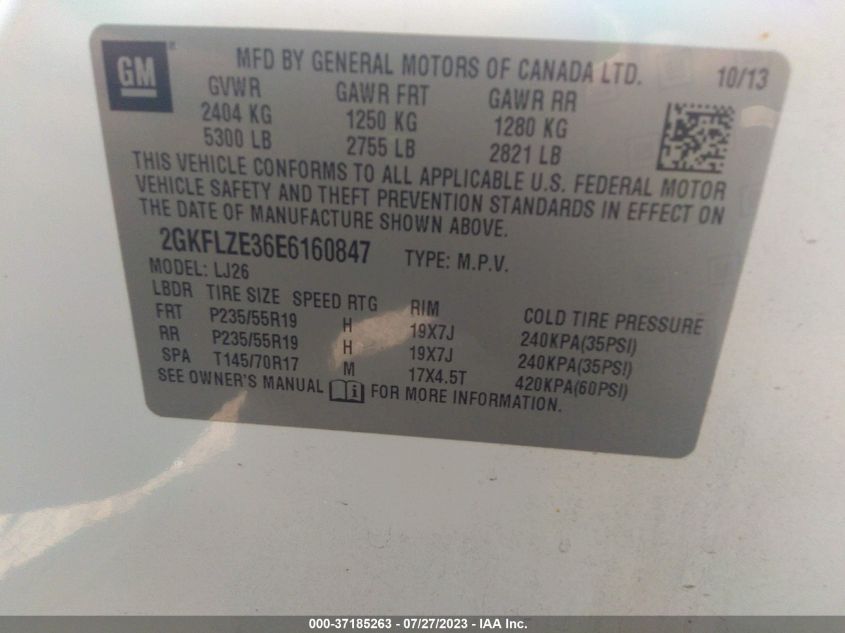 GM MFD BY GENERAL MOTORS OF CANADA LTD. 10/13
GVWR GAWR FRT GAWR RR
2404 KG 1250 KG 1280 KG
5300 LB 2755 LB 2821 LB
THIS VEHICLE CONFORMS TO ALL APPLICABLE U.S. FEDERAL MOTOR
VEHICLE SAFETY AND THEFT PREVENTION STANDARDS IN EFFECT ON
THE DATE OF MANUFACTURE SHOWN ABOVE.
2GKFLZE36E6160847 TYPE: M.P.V.
MODEL: LJ26
LBDR TIRE SIZE SPEED RTG RIM COLD TIRE PRESSURE
FRT P235/55R19 H 19X7J 240KPA(35PSI)
RR P235/55R19 H 19X7J 240KPA(35PSI)
SPA T145/70R17 M 17X4.5T 420KPA(60PSI)
SEE OWNER'S MANUAL FOR MORE INFORMATION.
000-37185263 - 07/27/2023 - IAA Inc.